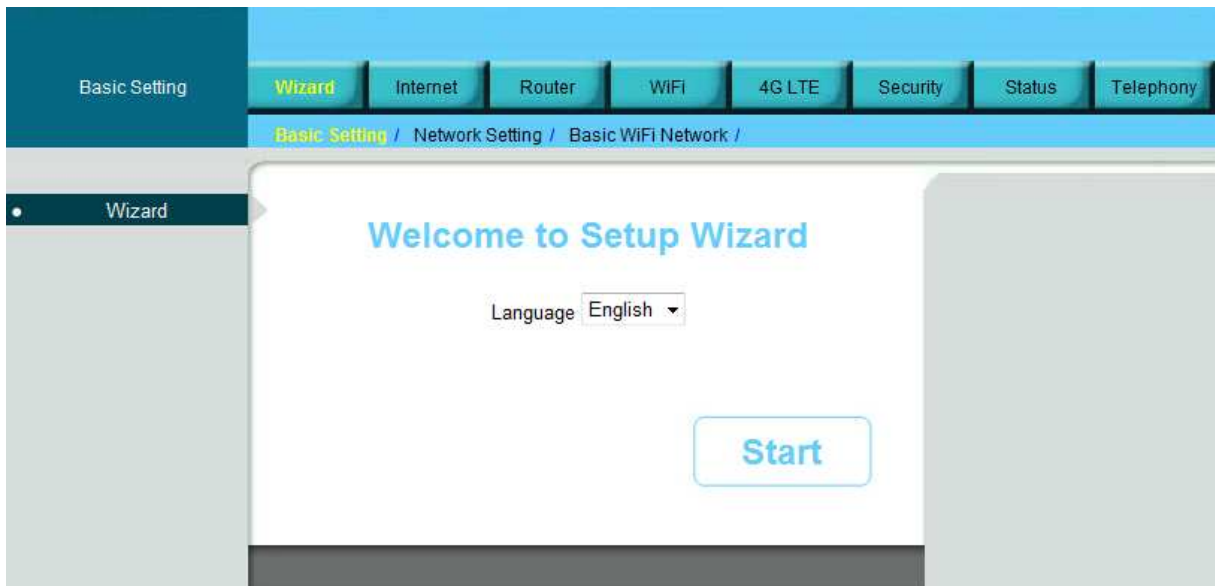 Basic Setting
Wizard Internet Router WiFi 4G LTE Security Status Telephony
Basic Setting / Network Setting / Basic WiFi Network /
Wizard
Welcome to Setup Wizard
Language English
Start